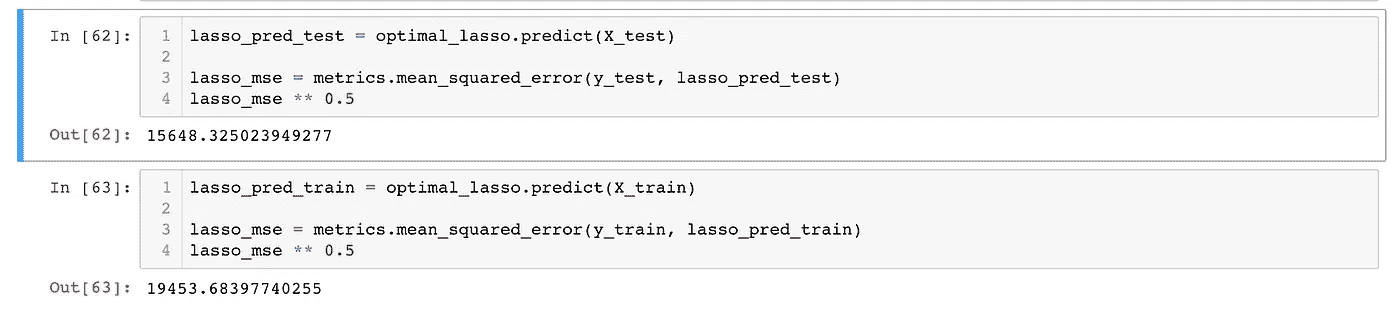 In [62]: 1 lasso_pred_test = optimal_lasso.predict(X_test)
2
3 lasso_mse = metrics.mean_squared_error(y_test, lasso_pred_test)
4 lasso_mse ** 0.5
Out[62]: 15648.325023949277
In [63]: 1 lasso_pred_train = optimal_lasso.predict(X_train)
2
3 lasso_mse = metrics.mean_squared_error(y_train, lasso_pred_train)
4 lasso_mse ** 0.5
Out[63]: 19453.68397740255